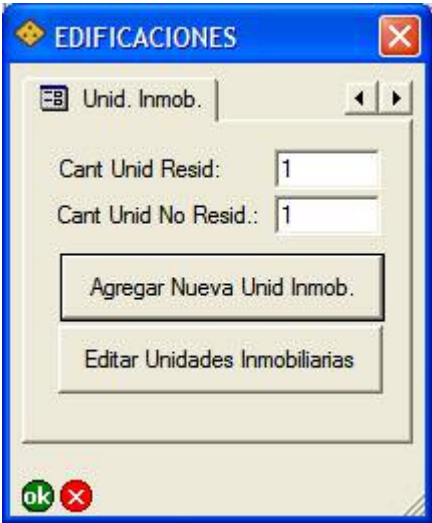 EDIFICACIONES
Unid. Inmob.
Cant Unid Resid: 1
Cant Unid No Resid.: 1
Agregar Nueva Unid Inmob.
Editar Unidades Inmobiliarias
ok